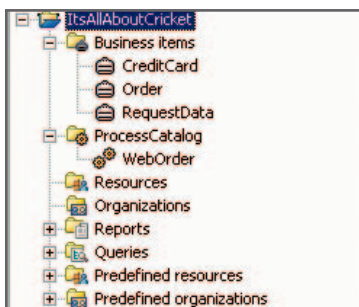 ItsAllAboutCricket
Business items
CreditCard
Order
RequestData
ProcessCatalog
WebOrder
Resources
Organizations
Reports
Queries
Predefined resources
Predefined organizations